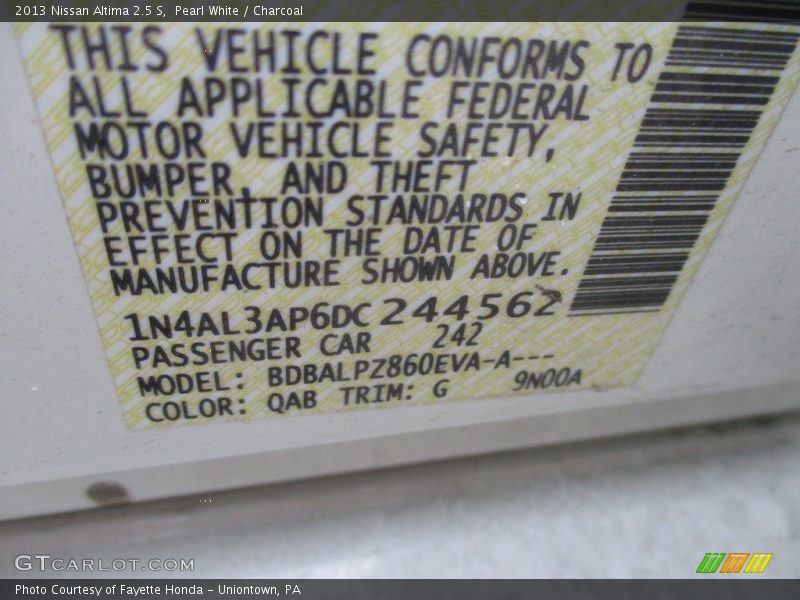 2013 Nissan Altima 2.5 S, Pearl White / Charcoal
THIS VEHICLE CONFORMS TO
ALL APPLICABLE FEDERAL
MOTOR VEHICLE SAFETY,
BUMPER, AND THEFT
PREVENTION STANDARDS IN
EFFECT ON THE DATE OF
MANUFACTURE SHOWN ABOVE.
1N4AL3AP6DC244562
PASSENGER CAR 242
MODEL: BDBALPZ860EVA-A---
COLOR: QAB TRIM: G 9N00A
GTCARLOT.COM
Photo Courtesy of Fayette Honda - Uniontown, PA